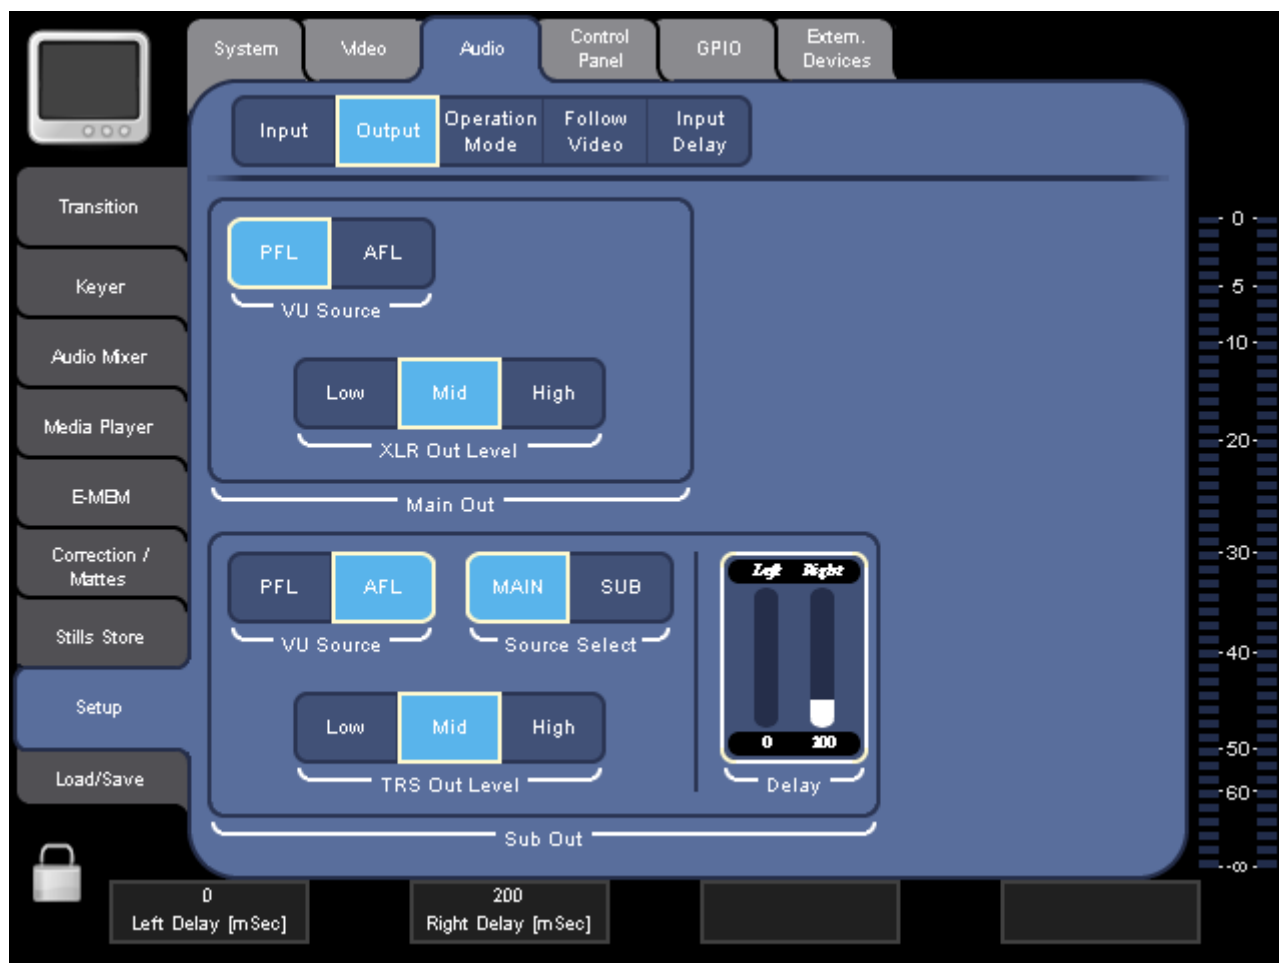 System
Video
Audio
Control
Panel
GPIO
Extern.
Devices
Input
Output
Operation
Mode
Follow
Video
Input
Delay
Transition
Keyer
Audio Mixer
Media Player
E-MEM
Correction /
Mattes
Stills Store
Setup
Load/Save
PFL
AFL
VU Source
Low
Mid
High
XLR Out Level
Main Out
PFL
AFL
VU Source
MAIN
SUB
Source Select
Low
Mid
High
TRS Out Level
Left
Right
0
200
Delay
Sub Out
- 0 -
- 5 -
-10-
-20-
-30-
-40-
-50-
-60-
--∞-
0
Left Delay [mSec]
200
Right Delay [mSec]